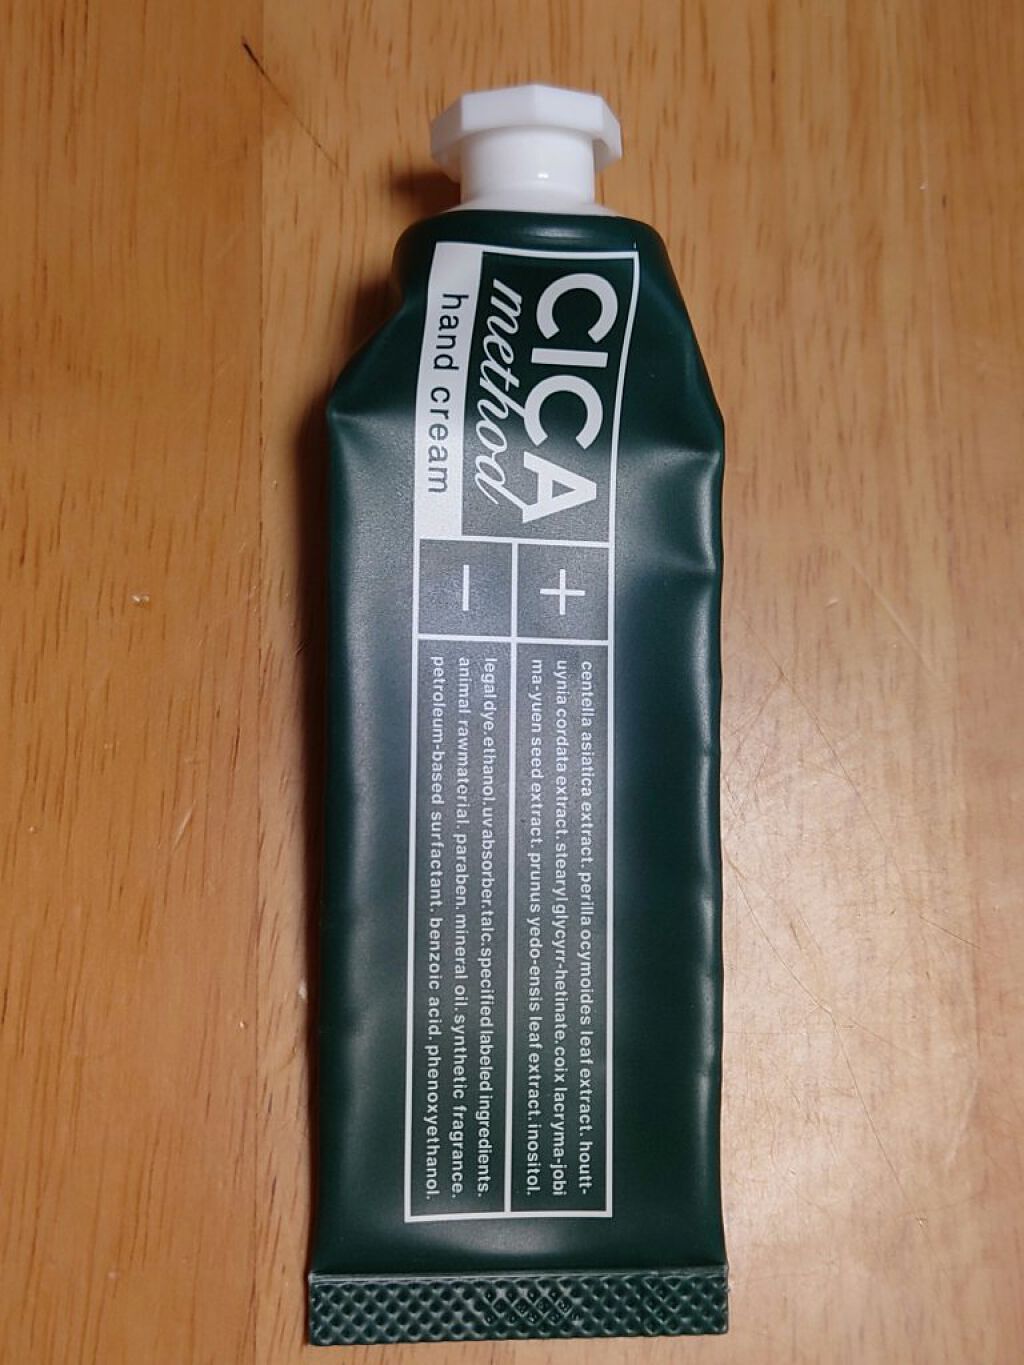 CICA
method
hand cream
+
centella asiatica extract. perilla ocymoides leaf extract. houtt-
uynia cordata extract. stearyl glycyrr-hetinate. coix lacryma-jobi
ma-yuen seed extract. prunus yedo-ensis leaf extract. inositol.
—
legal dye. ethanol. uv absorber. talc. specified labeled ingredients.
animal rawmaterial. paraben. mineral oil. synthetic fragrance.
petroleum-based surfactant. benzoic acid. phenoxyethanol.